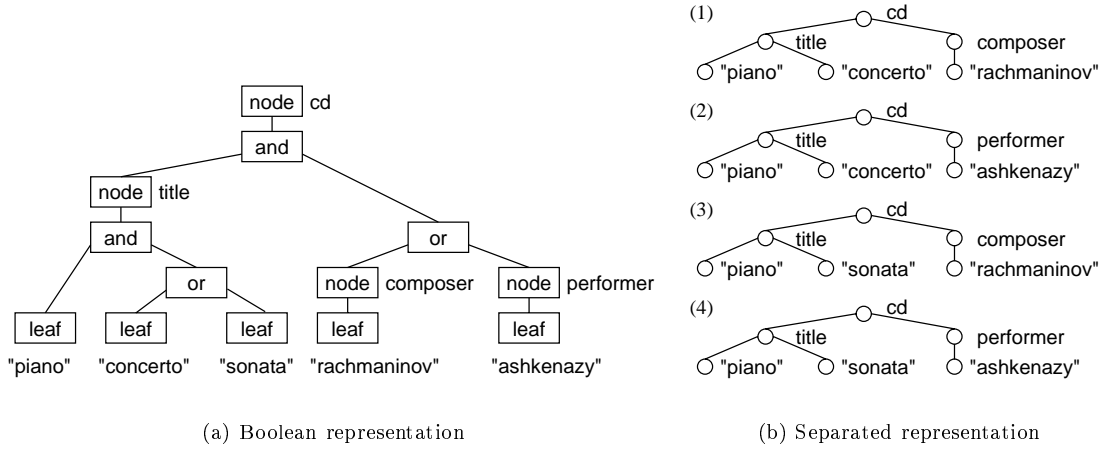 node cd
and
node title
and
or
or
node composer
node performer
leaf
leaf
leaf
leaf
leaf
"piano"
"concerto"
"sonata"
"rachmaninov"
"ashkenazy"
(a) Boolean representation
(1)
cd
title
composer
"piano"
"concerto"
"rachmaninov"
(2)
cd
title
performer
"piano"
"concerto"
"ashkenazy"
(3)
cd
title
composer
"piano"
"sonata"
"rachmaninov"
(4)
cd
title
performer
"piano"
"sonata"
"ashkenazy"
(b) Separated representation